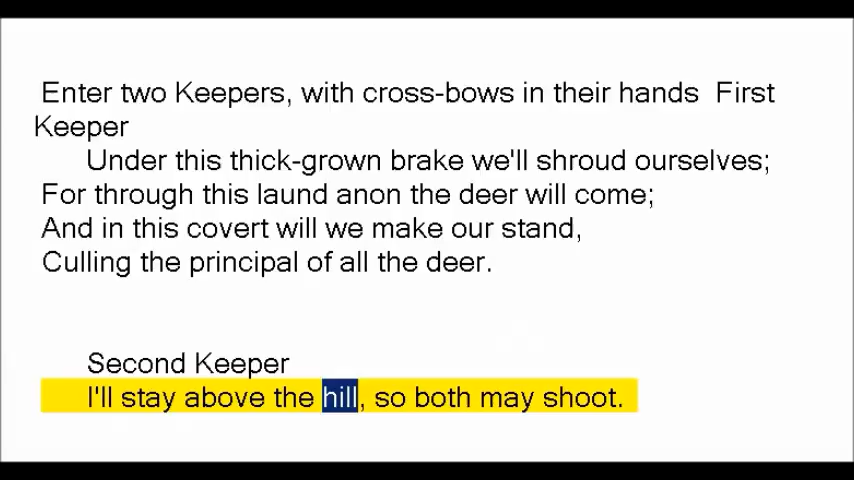 Enter two Keepers, with cross-bows in their hands  First
Keeper
Under this thick-grown brake we'll shroud ourselves;
For through this laund anon the deer will come;
And in this covert will we make our stand,
Culling the principal of all the deer.
Second Keeper
I'll stay above the hill, so both may shoot.